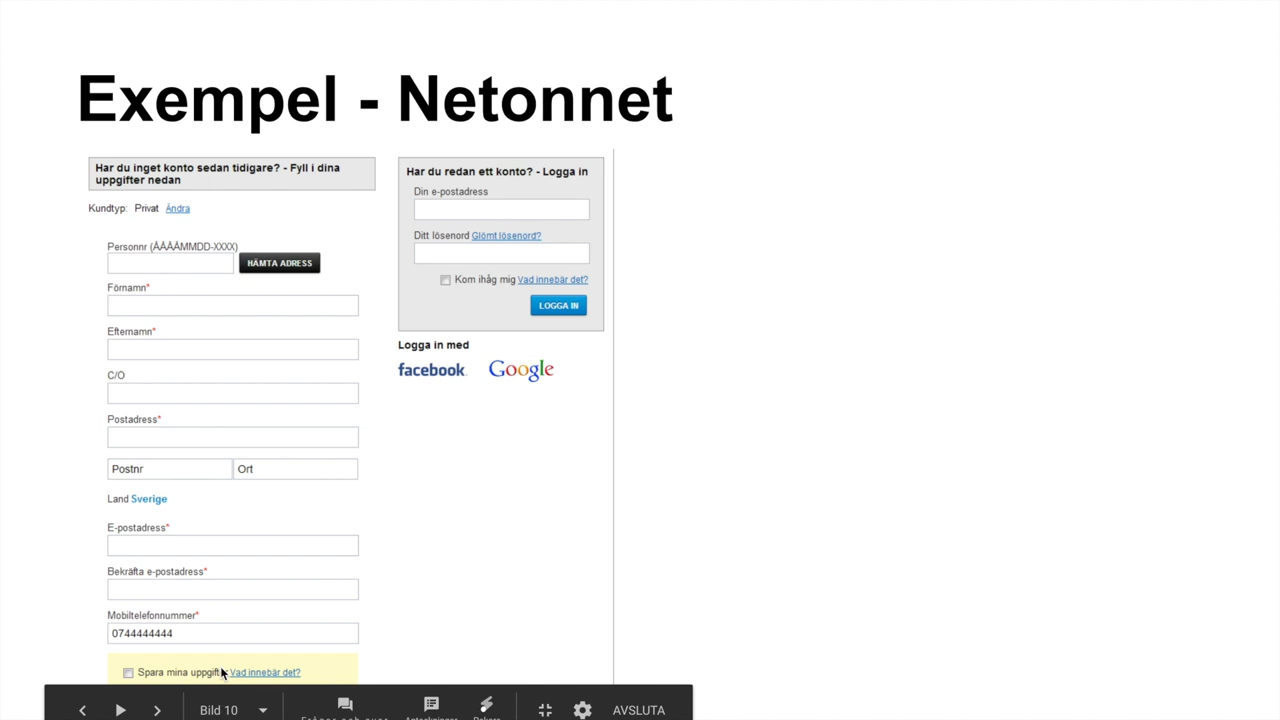 Exempel - Netonnet
Har du inget konto sedan tidigare? - Fyll i dina
uppgifter nedan
Kundtyp: Privat Ändra
Personnr (ÅÅÅÅMMDD-XXXX)
HÄMTA ADRESS
Förnamn*
Efternamn*
C/O
Postadress*
Postnr
Ort
Land Sverige
E-postadress*
Bekräfta e-postadress*
Mobiltelefonnummer*
0744444444
Spara mina uppgifter Vad innebär det?
Har du redan ett konto? - Logga in
Din e-postadress
Ditt lösenord Glömt lösenord?
Kom ihåg mig Vad innebär det?
LOGGA IN
Logga in med
facebook
Google
Bild 10
AVSLUTA